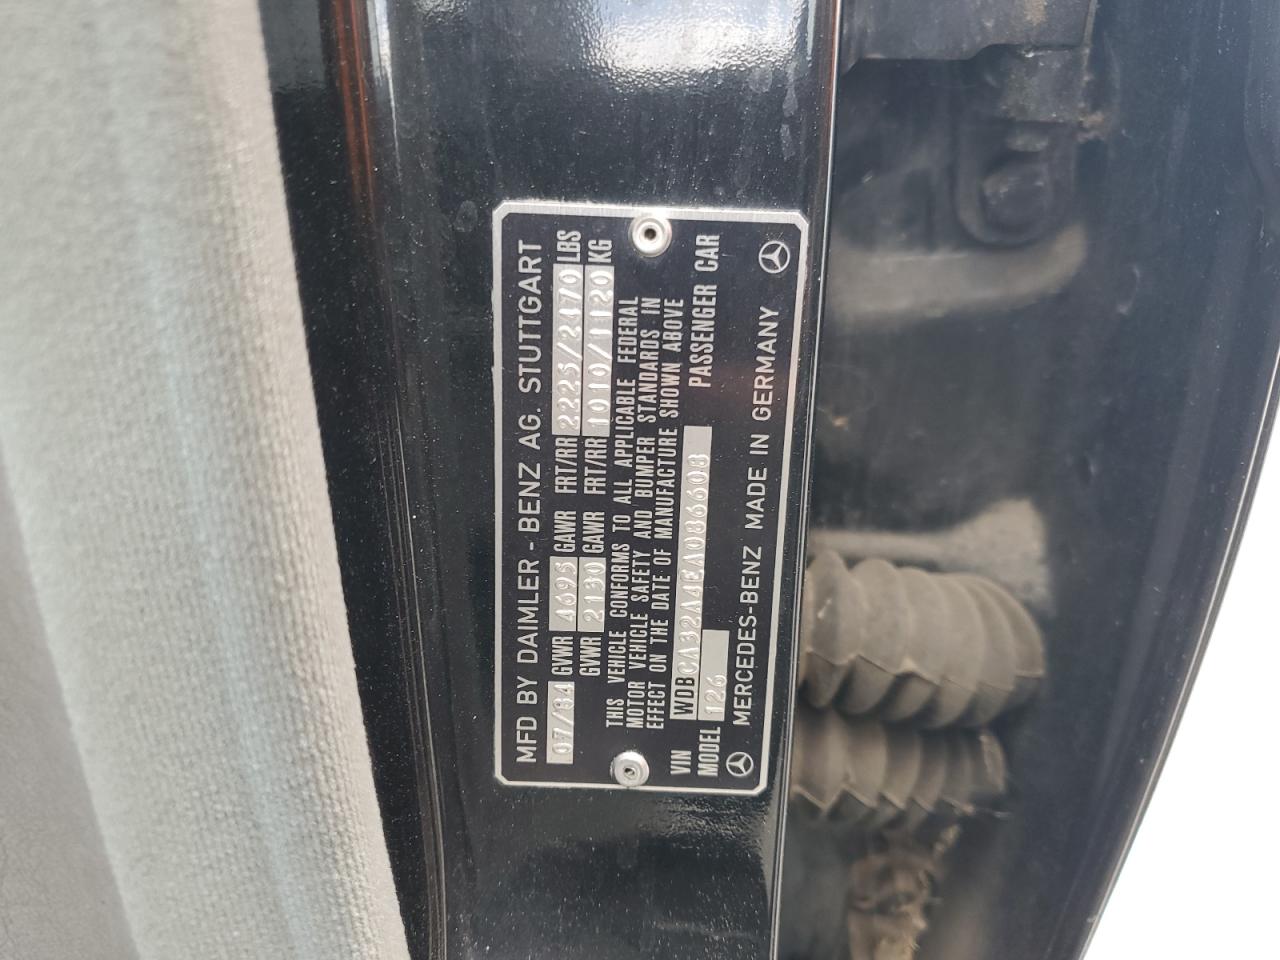 MFD BY DAIMLER-BENZ AG. STUTTGART
07/84 GVWR 4695 GAWR FRT/RR 2225/2470 LBS
GVWR 2130 GAWR FRT/RR 1010/1120 KG
THIS VEHICLE CONFORMS TO ALL APPLICABLE FEDERAL
MOTOR VEHICLE SAFETY AND BUMPER STANDARDS IN
EFFECT ON THE DATE OF MANUFACTURE SHOWN ABOVE
VIN WDBCA32A4EA086608
MODEL 126 PASSENGER CAR
MERCEDES-BENZ MADE IN GERMANY